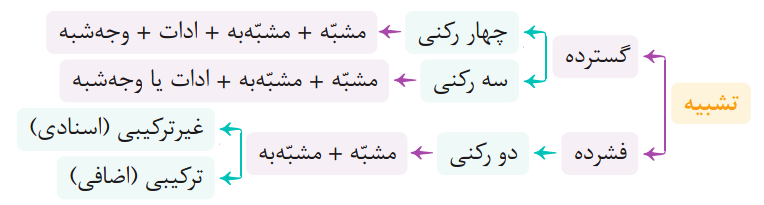 تشبیه
گسترده
چهار رکنی
مشبّه + مشبّه‌به + ادات + وجه‌شبه
سه رکنی
مشبّه + مشبّه‌به + ادات یا وجه‌شبه
فشرده
دو رکنی
مشبّه + مشبّه‌به
غیرترکیبی (اسنادی)
ترکیبی (اضافی)